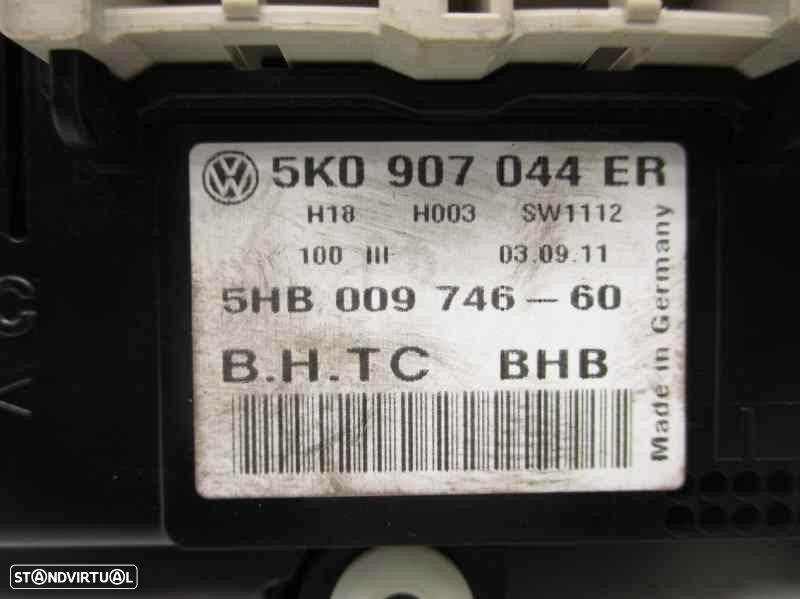 5K0 907 044 ER
H18 H003 SW1112
100 III 03.09.11
5HB 009 746-60
B.H.TC BHB
Made in Germany
STANDVIRTUAL